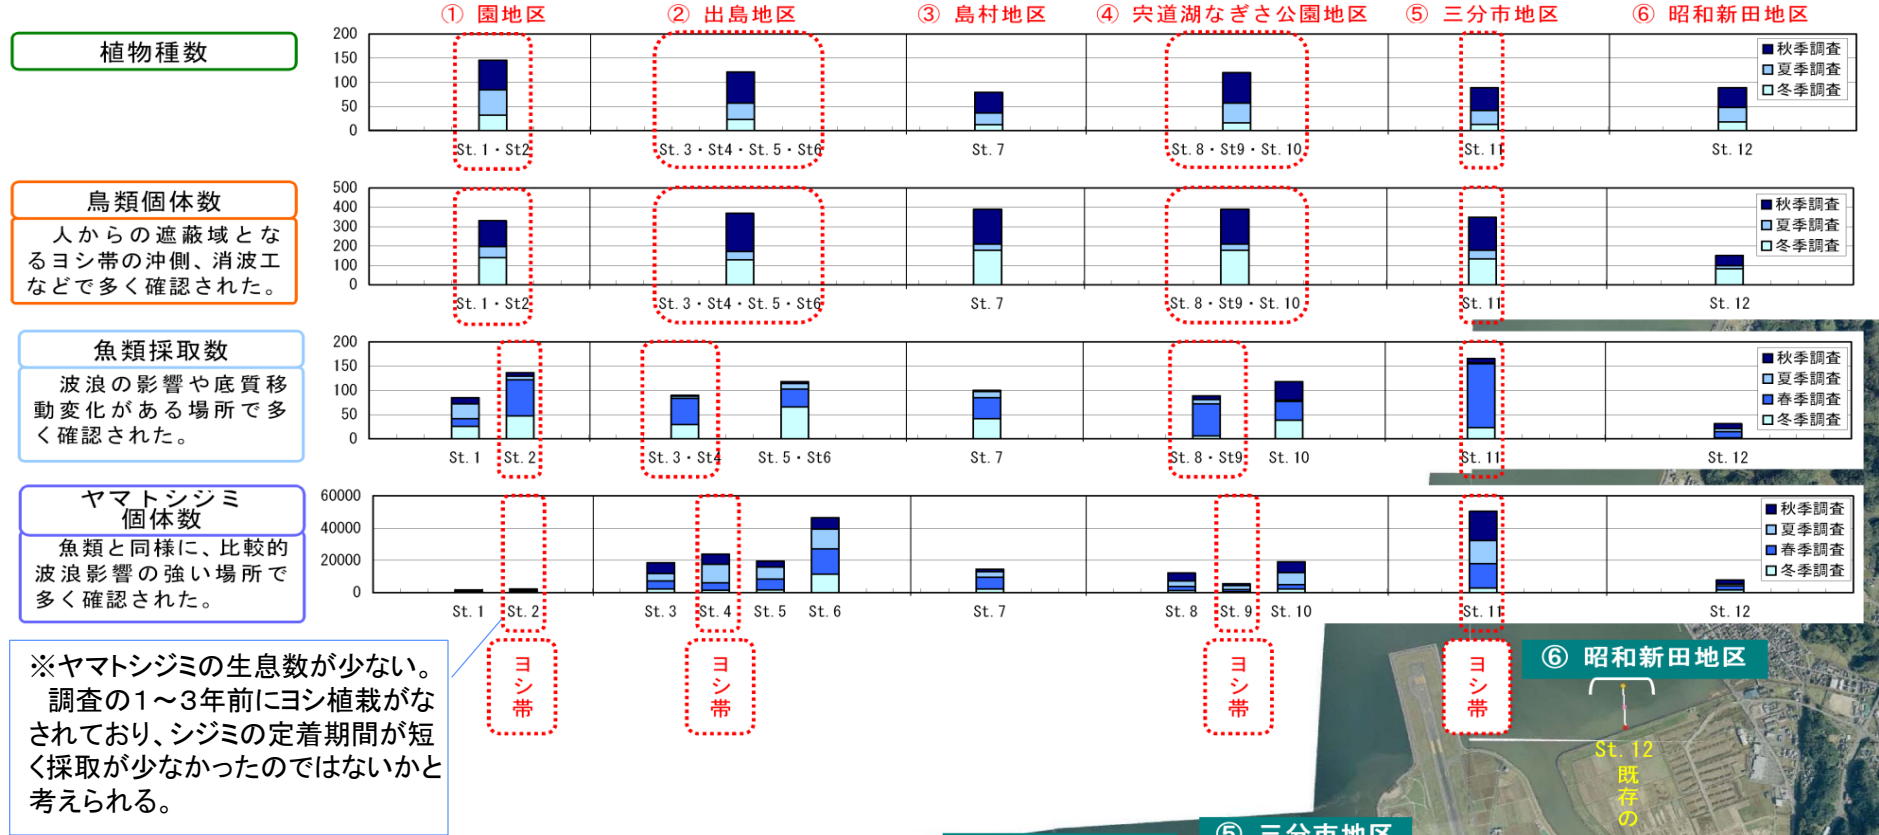 ① 園地区
② 出島地区
③ 島村地区
④ 宍道湖なぎさ公園地区
⑤ 三分市地区
⑥ 昭和新田地区
植物種数
200
150
100
50
0
秋季調査
夏季調査
冬季調査
St.1・St2
St.3・St4・St.5・St6
St.7
St.8・St9・St.10
St.11
St.12
鳥類個体数
人からの遮蔽域とな
るヨシ帯の沖側、消波工
などで多く確認された。
500
400
300
200
100
0
秋季調査
夏季調査
冬季調査
St.1・St2
St.3・St4・St.5・St6
St.7
St.8・St9・St.10
St.11
St.12
魚類採取数
波浪の影響や底質移
動変化がある場所で多
く確認された。
200
150
100
50
0
秋季調査
夏季調査
春季調査
冬季調査
St.1
St.2
St.3・St4
St.5・St6
St.7
St.8・St9
St.10
St.11
St.12
ヤマトシジミ
個体数
魚類と同様に、比較的
波浪影響の強い場所で
多く確認された。
60000
40000
20000
0
秋季調査
夏季調査
春季調査
冬季調査
St.1
St.2
St.3
St.4
St.5
St.6
St.7
St.8
St.9
St.10
St.11
St.12
ヨシ帯
ヨシ帯
ヨシ帯
ヨシ帯
※ヤマトシジミの生息数が少ない。
調査の1～3年前にヨシ植栽がな
されており、シジミの定着期間が短
く採取が少なかったのではないかと
考えられる。
⑥ 昭和新田地区
St.12
既存の
⑤ 三分市地区